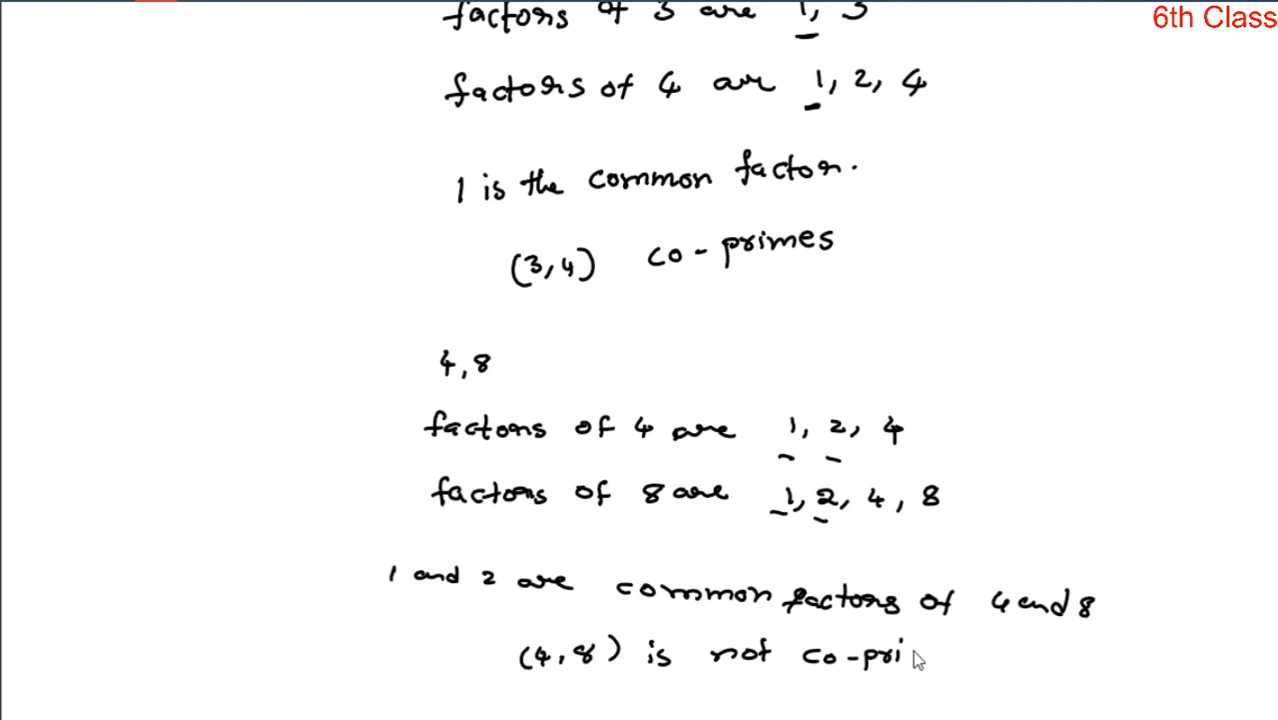 6th Class
factors of 3 are 1, 3
factors of 4 are 1, 2, 4
1 is the common factor.
(3,4) co-primes
4,8
factors of 4 are 1, 2, 4
factors of 8 are 1, 2, 4, 8
1 and 2 are common factors of 4 and 8
(4,8) is not co-pri